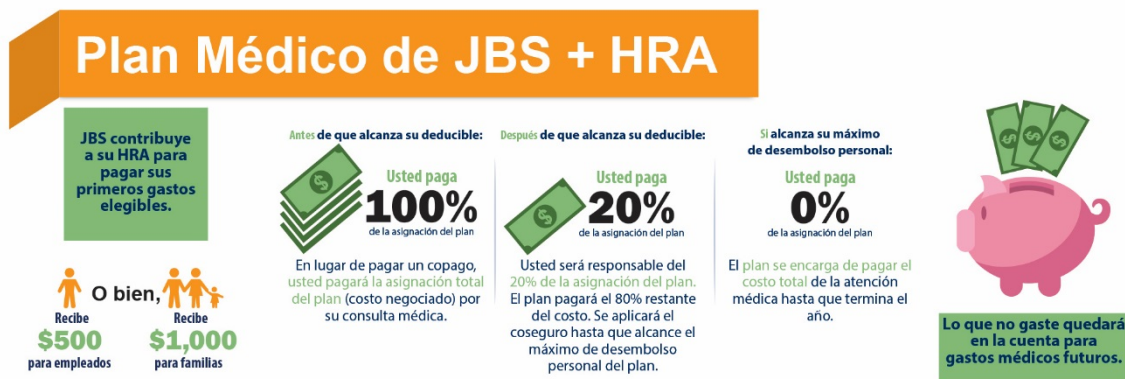 Plan Médico de JBS + HRA
JBS contribuye
a su HRA para
pagar sus
primeros gastos
elegibles.
O bien,
Recibe
$500
para empleados
Recibe
$1,000
para familias
Antes de que alcanza su deducible:
Usted paga
100%
de la asignación del plan
En lugar de pagar un copago,
usted pagará la asignación total
del plan (costo negociado) por
su consulta médica.
Después de que alcanza su deducible:
Usted paga
20%
de la asignación del plan
Usted será responsable del
20% de la asignación del plan.
El plan pagará el 80% restante
del costo. Se aplicará el
coseguro hasta que alcance el
máximo de desembolso
personal del plan.
Si alcanza su máximo
de desembolso personal:
Usted paga
0%
de la asignación del plan
El plan se encarga de pagar el
costo total de la atención
médica hasta que termina el
año.
Lo que no gaste quedará
en la cuenta para
gastos médicos futuros.